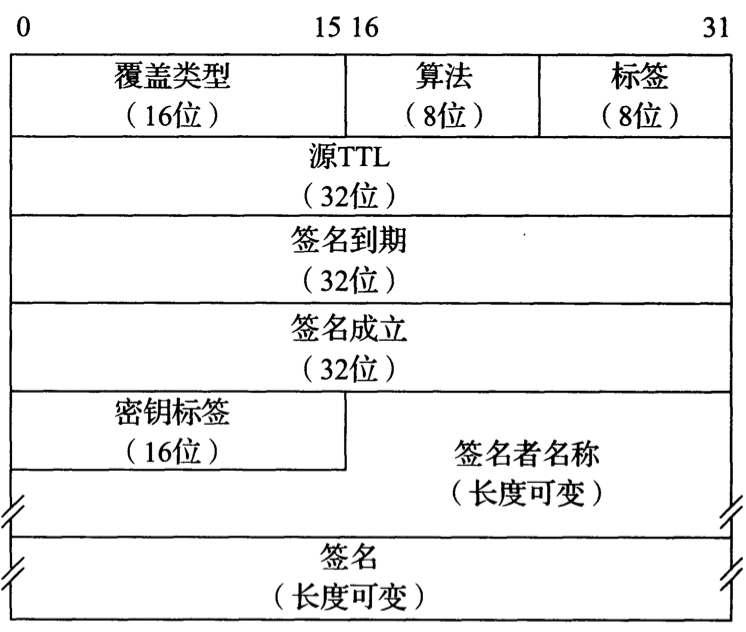 0 15 16 31
覆盖类型 算法 标签
（16位） （8位） （8位）
源TTL
（32位）
签名到期
（32位）
签名成立
（32位）
密钥标签
（16位）
签名者名称
（长度可变）
签名
（长度可变）